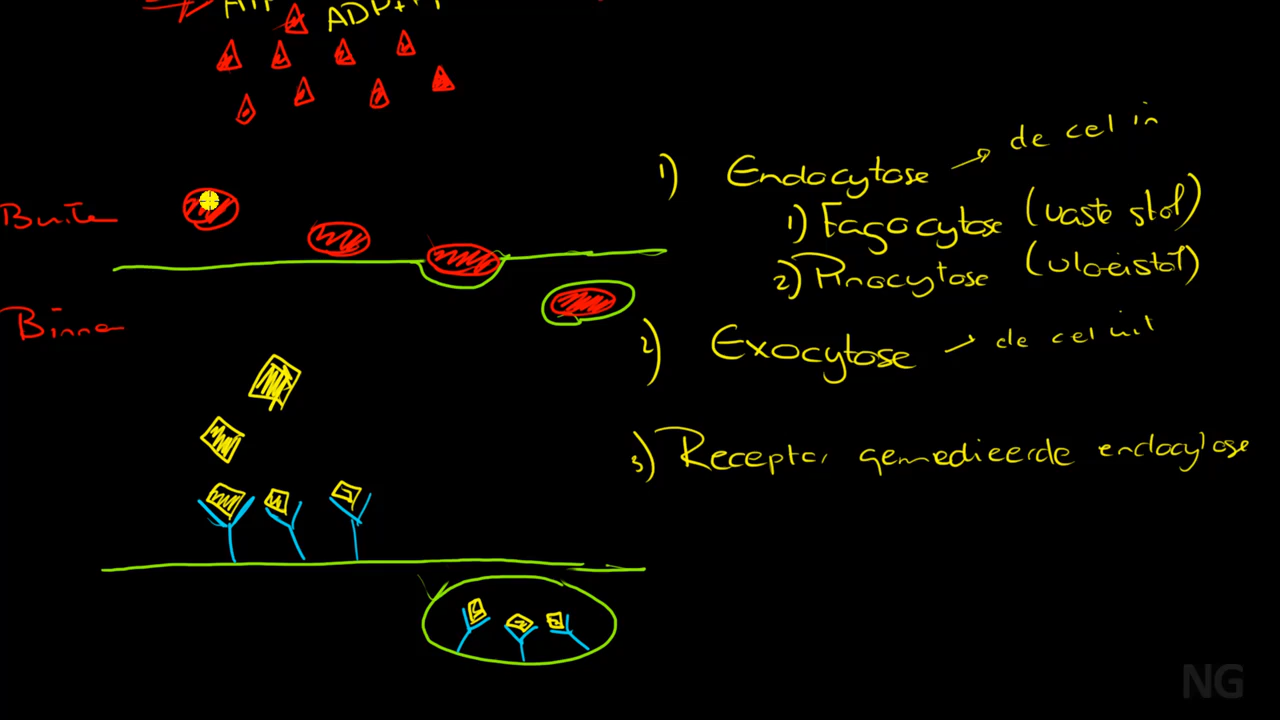 ATP
ADP+P
1) Endocytose → de cel in
Buiten
1) Fagocytose (vaste stof)
2) Pinocytose (vloeistof)
Binnen
2) Exocytose → de cel uit
3) Receptor gemedieerde endocytose
NG